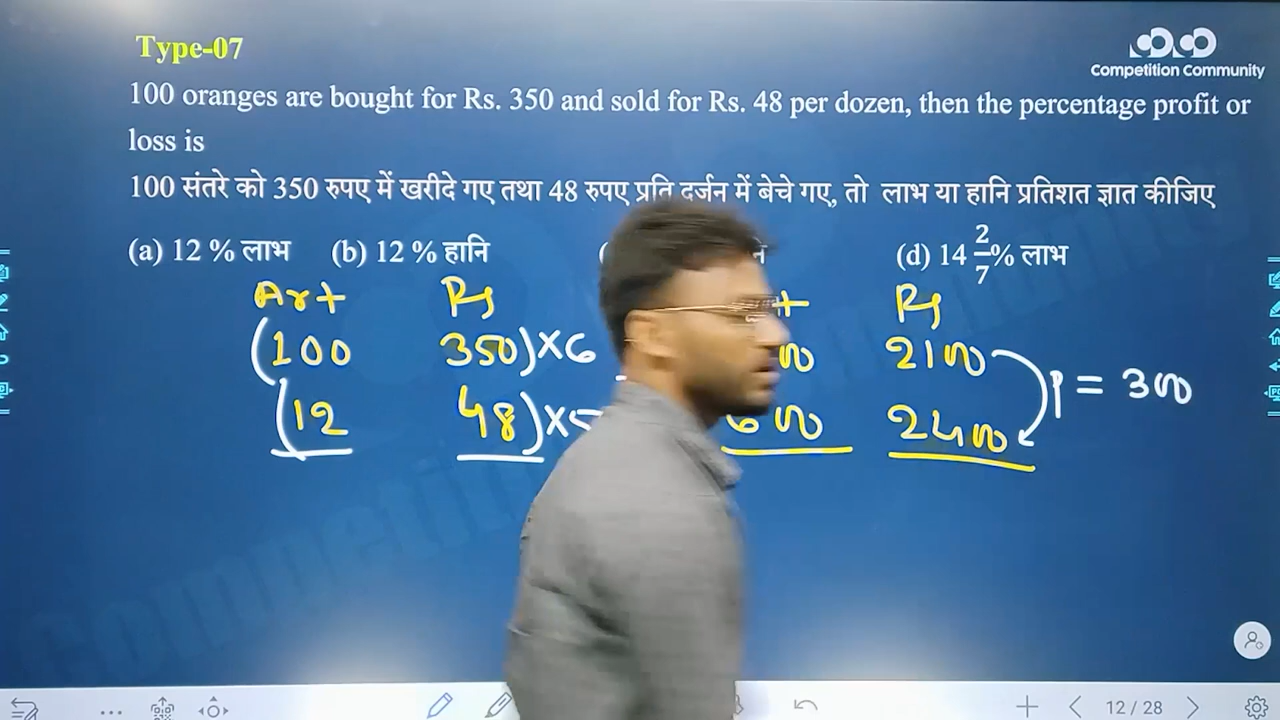 Type-07
Competition Community
100 oranges are bought for Rs. 350 and sold for Rs. 48 per dozen, then the percentage profit or
loss is
100 संतरे को 350 रुपए में खरीदे गए तथा 48 रुपए प्रति दर्जन में बेचे गए, तो लाभ या हानि प्रतिशत ज्ञात कीजिए
(a) 12 % लाभ (b) 12 % हानि (d) 14 2/7% लाभ
Art Rs Rs
(100 350)×6 2100 P = 300
(12 48)×5 600 2400
12 / 28